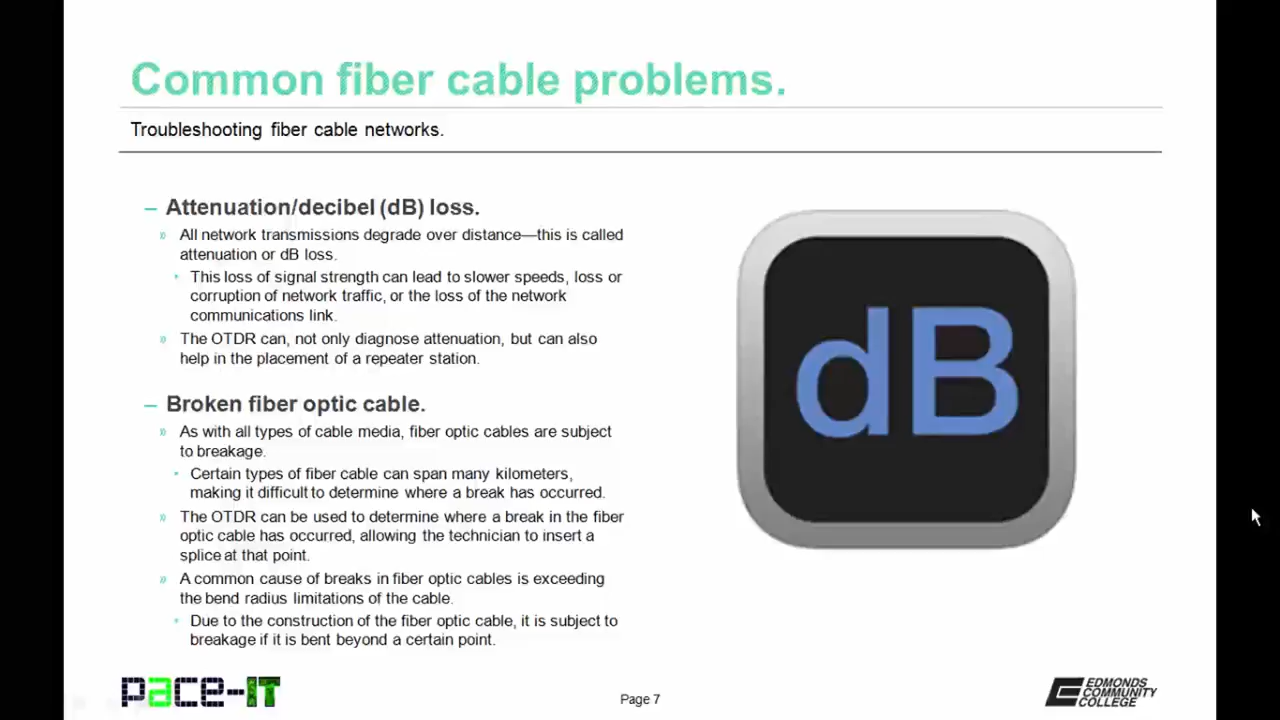 Common fiber cable problems.
Troubleshooting fiber cable networks.
– Attenuation/decibel (dB) loss.
» All network transmissions degrade over distance—this is called
attenuation or dB loss.
• This loss of signal strength can lead to slower speeds, loss or
corruption of network traffic, or the loss of the network
communications link.
» The OTDR can, not only diagnose attenuation, but can also
help in the placement of a repeater station.
– Broken fiber optic cable.
» As with all types of cable media, fiber optic cables are subject
to breakage.
• Certain types of fiber cable can span many kilometers,
making it difficult to determine where a break has occurred.
» The OTDR can be used to determine where a break in the fiber
optic cable has occurred, allowing the technician to insert a
splice at that point.
» A common cause of breaks in fiber optic cables is exceeding
the bend radius limitations of the cable.
• Due to the construction of the fiber optic cable, it is subject to
breakage if it is bent beyond a certain point.
dB
pace-IT
Page 7
EDMONDS
COMMUNITY
COLLEGE